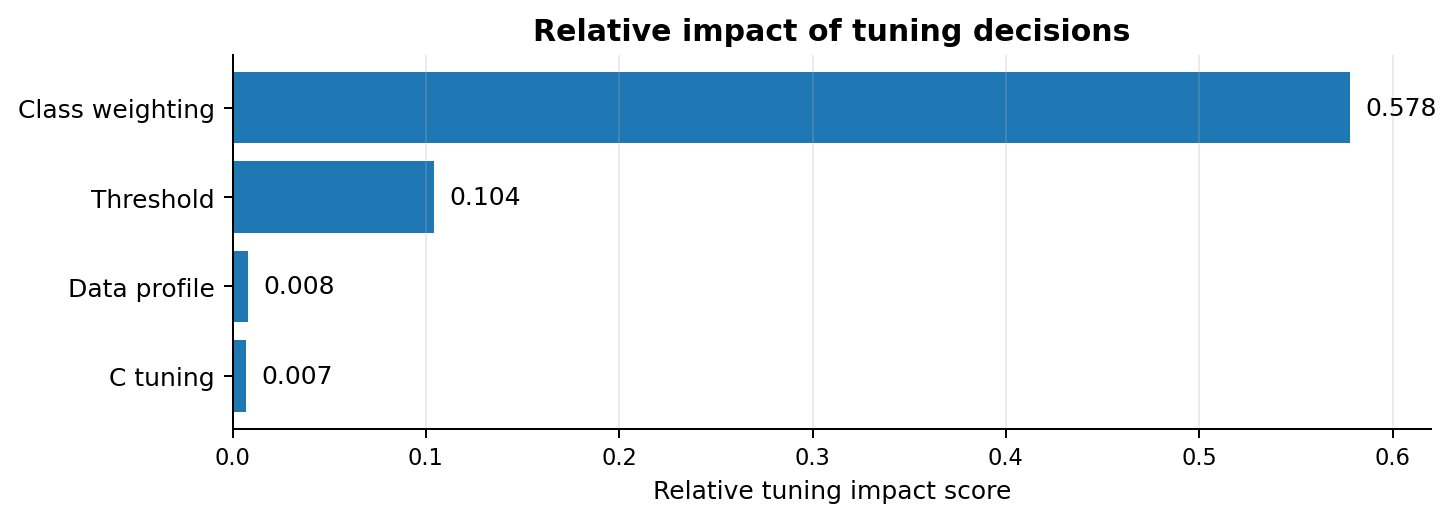 Relative impact of tuning decisions
Class weighting
0.578
Threshold
0.104
Data profile
0.008
C tuning
0.007
0.0 0.1 0.2 0.3 0.4 0.5 0.6
Relative tuning impact score